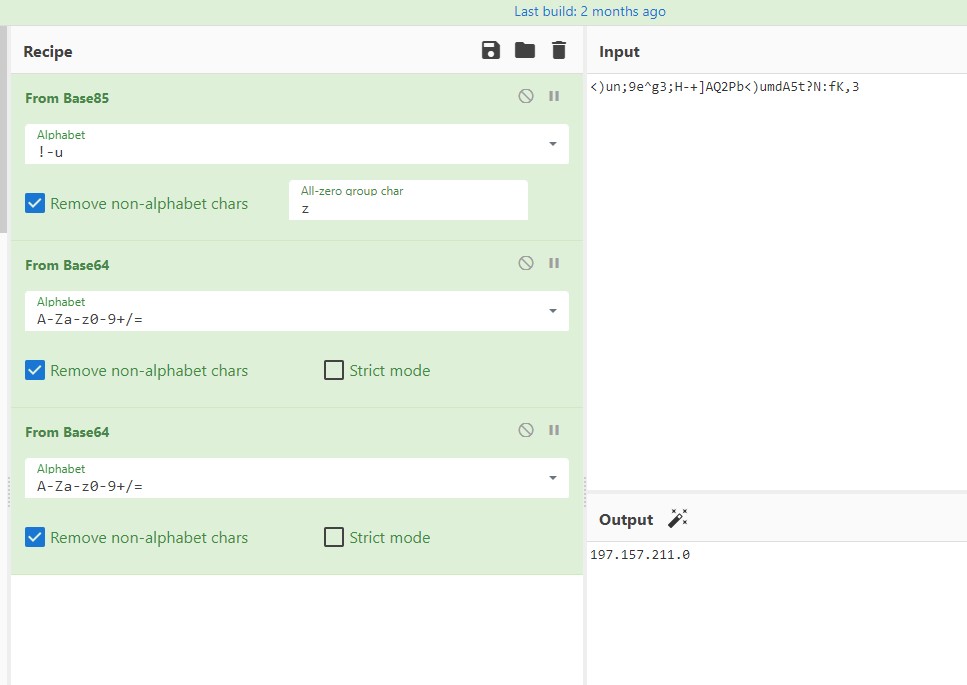 Last build: 2 months ago
Recipe
From Base85
Alphabet
!-u
Remove non-alphabet chars
All-zero group char
z
From Base64
Alphabet
A-Za-z0-9+/=
Remove non-alphabet chars
Strict mode
From Base64
Alphabet
A-Za-z0-9+/=
Remove non-alphabet chars
Strict mode
Input
<)un;9e^g3;H-+]AQ2Pb<)umdA5t?N:fK,3
Output
197.157.211.0